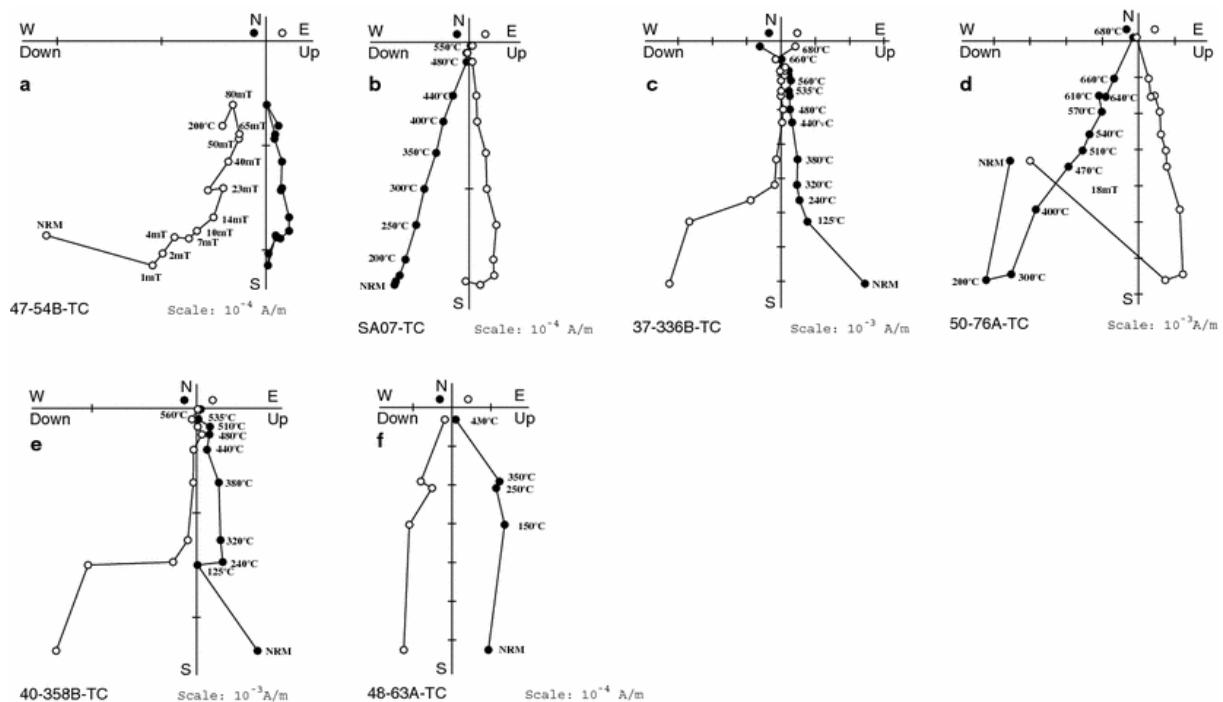 N
W
E
Down
Up
a
80mT
200°C
65mT
50mT
40mT
23mT
14mT
10mT
7mT
4mT
2mT
1mT
NRM
S
47-54B-TC
Scale: 10⁻⁴ A/m
N
W
E
Down
Up
b
550°C
480°C
440°C
400°C
350°C
300°C
250°C
200°C
NRM
S
SA07-TC
Scale: 10⁻⁴ A/m
N
W
E
Down
Up
c
680°C
660°C
560°C
535°C
480°C
440°C
380°C
320°C
240°C
125°C
NRM
S
37-336B-TC
Scale: 10⁻³ A/m
N
W
E
Down
Up
d
680°C
660°C
610°C
640°C
570°C
540°C
510°C
470°C
NRM
18mT
400°C
300°C
200°C
S
50-76A-TC
Scale: 10⁻³A/m
N
W
E
Down
Up
e
560°C
535°C
510°C
480°C
440°C
380°C
320°C
240°C
125°C
NRM
S
40-358B-TC
Scale: 10⁻³A/m
N
W
E
Down
Up
f
430°C
350°C
250°C
150°C
NRM
S
48-63A-TC
Scale: 10⁻⁴ A/m